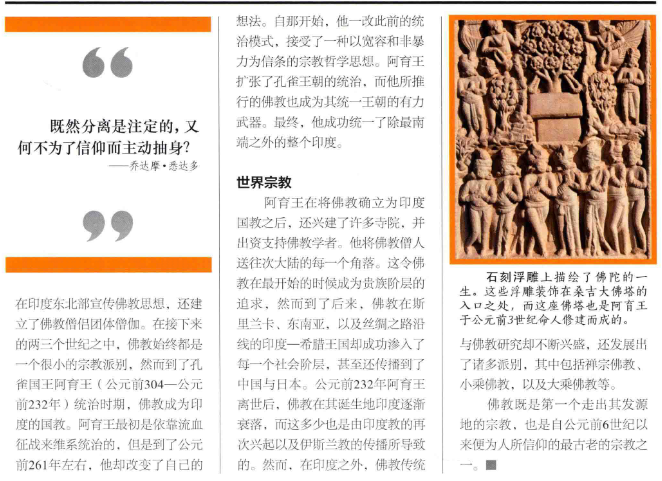 既然分离是注定的，又
何不为了信仰而主动抽身？
——乔达摩·悉达多
在印度东北部宣传佛教思想，还建
立了佛教僧侣团体僧伽。在接下来
的两三个世纪之中，佛教始终都是
一个很小的宗教派别，然而到了孔
雀国王阿育王（公元前304—公元
前232年）统治时期，佛教成为印
度的国教。阿育王最初是依靠流血
征战来维系统治的，但是到了公元
前261年左右，他却改变了自己的
想法。自那开始，他一改此前的统
治模式，接受了一种以宽容和非暴
力为信条的宗教哲学思想。阿育王
扩张了孔雀王朝的统治，而他所推
行的佛教也成为其统一王朝的有力
武器。最终，他成功统一了除最南
端之外的整个印度。
世界宗教
阿育王在将佛教确立为印度
国教之后，还兴建了许多寺院，并
出资支持佛教学者。他将佛教僧人
送往次大陆的每一个角落。这令佛
教在最开始的时候成为贵族阶层的
追求，然而到了后来，佛教在斯
里兰卡、东南亚，以及丝绸之路沿
线的印度—希腊王国却成功渗入了
每一个社会阶层，甚至还传播到了
中国与日本。公元前232年阿育王
离世后，佛教在其诞生地印度逐渐
衰落，而这多少也是由印度教的再
次兴起以及伊斯兰教的传播所导致
的。然而，在印度之外，佛教传统
石刻浮雕上描绘了佛陀的一
生。这些浮雕装饰在桑吉大佛塔的
入口之处，而这座佛塔也是阿育王
于公元前3世纪命人修建而成的。
与佛教研究却不断兴盛，还发展出
了诸多派别，其中包括禅宗佛教、
小乘佛教，以及大乘佛教等。
佛教既是第一个走出其发源
地的宗教，也是自公元前6世纪以
来便为人所信仰的最古老的宗教之
一。